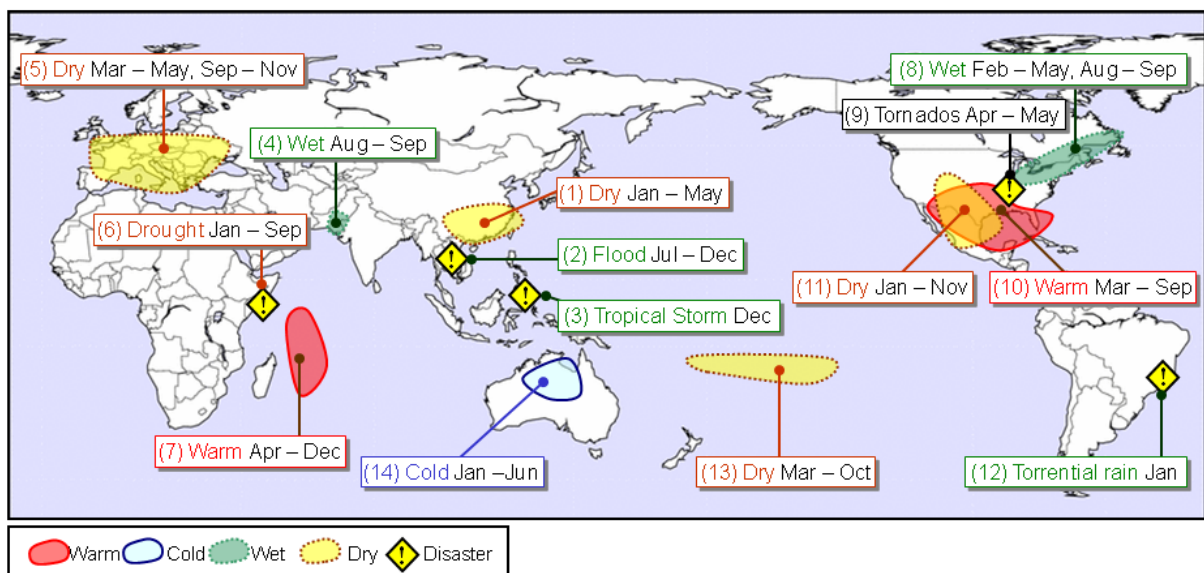 (5) Dry Mar – May, Sep – Nov
(8) Wet Feb – May, Aug – Sep
(9) Tornados Apr – May
(4) Wet Aug – Sep
(1) Dry Jan – May
(6) Drought Jan – Sep
(2) Flood Jul – Dec
(11) Dry Jan – Nov
(10) Warm Mar – Sep
(3) Tropical Storm Dec
(7) Warm Apr – Dec
(14) Cold Jan –Jun
(13) Dry Mar – Oct
(12) Torrential rain Jan
Warm Cold Wet Dry Disaster